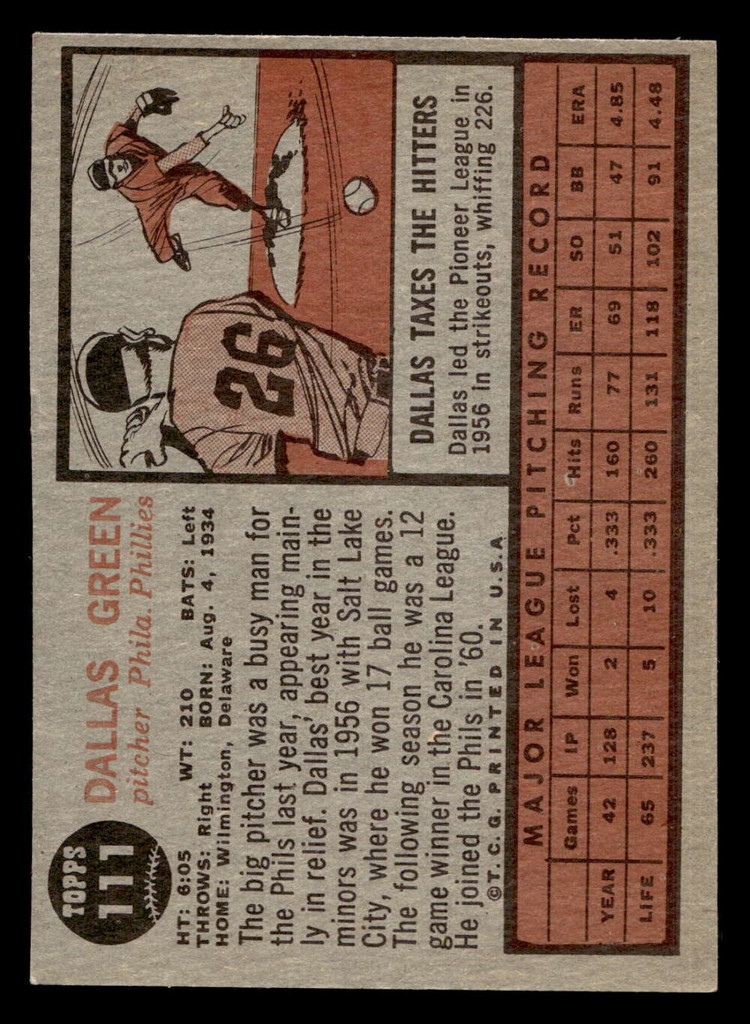 TOPPS
111
DALLAS GREEN
pitcher Phila. Phillies
HT: 6:05 WT: 210 BATS: Left
THROWS: Right BORN: Aug. 4, 1934
HOME: Wilmington, Delaware
The big pitcher was a busy man for
the Phils last year, appearing main-
ly in relief. Dallas' best year in the
minors was in 1956 with Salt Lake
City, where he won 17 ball games.
The following season he was a 12
game winner in the Carolina League.
He joined the Phils in '60.
©T. C. G. PRINTED IN U.S.A.
26
DALLAS TAXES THE HITTERS
Dallas led the Pioneer League in
1956 in strikeouts, whiffing 226.
MAJOR LEAGUE PITCHING RECORD
Games IP Won Lost Pct Hits Runs ER SO BB ERA
YEAR 42 128 2 4 .333 160 77 69 51 47 4.85
LIFE 65 237 5 10 .333 260 131 118 102 91 4.48